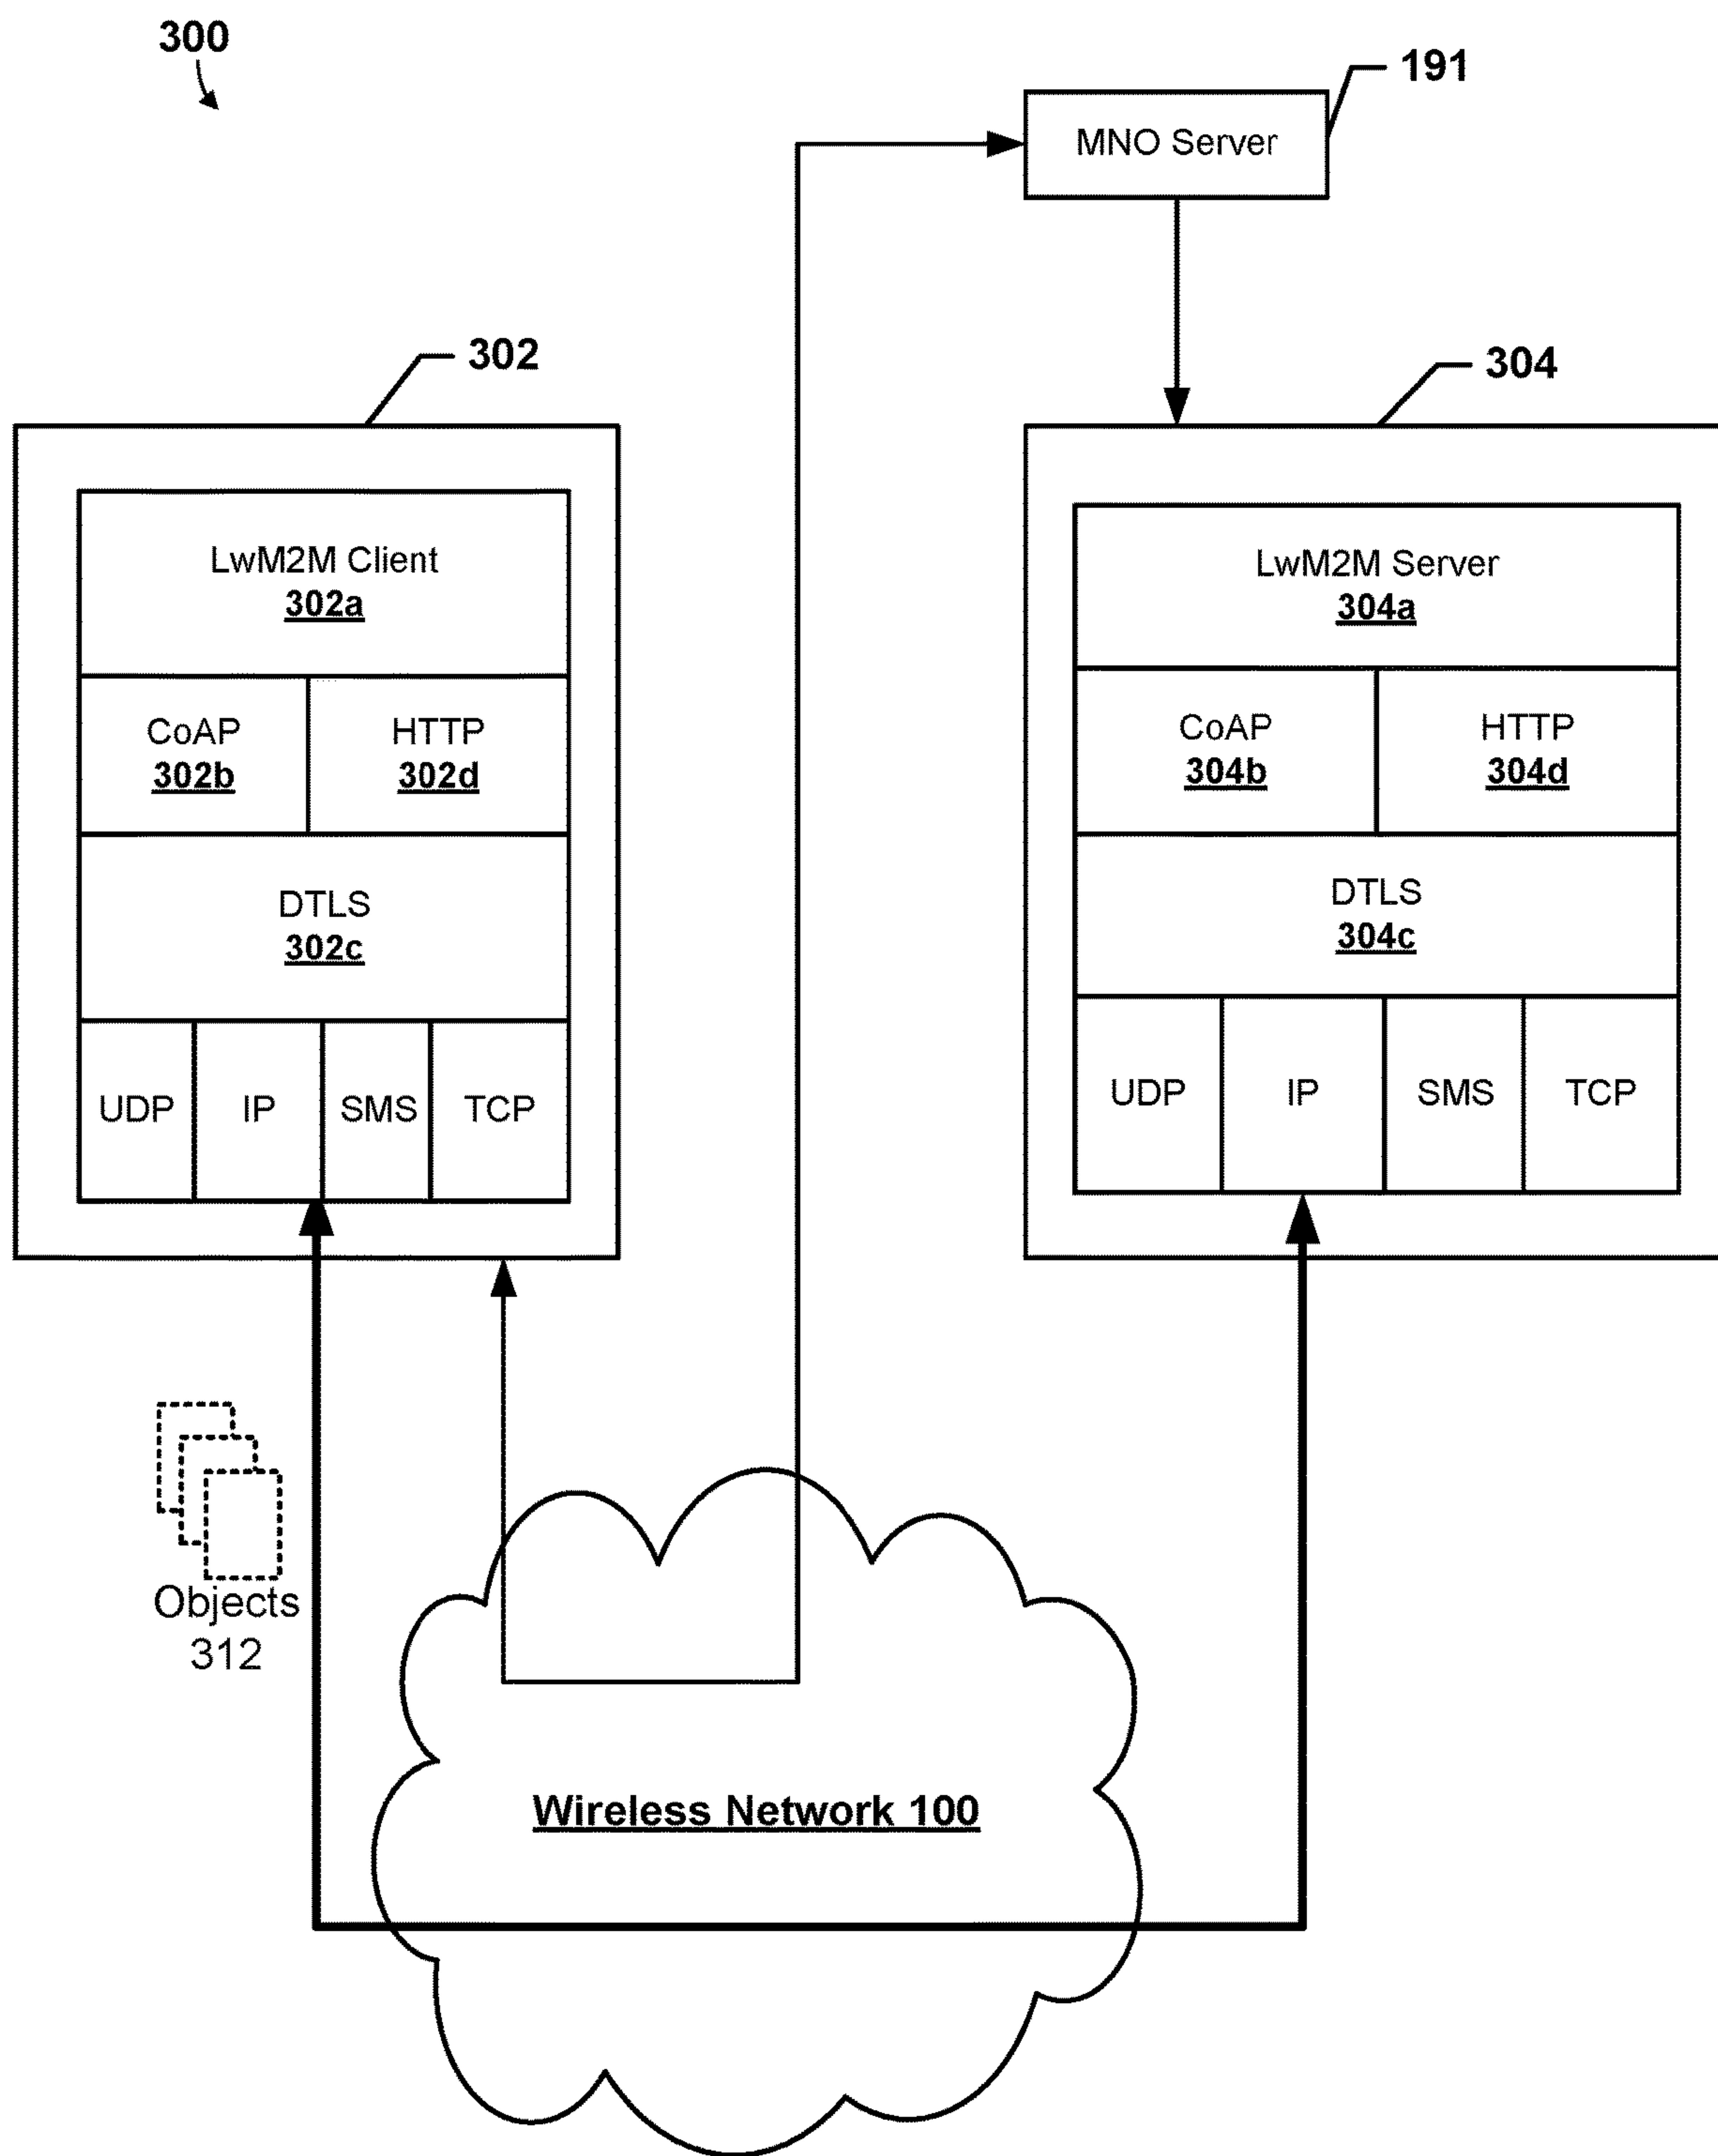 300
191
MNO Server
302
304
LwM2M Client
302a
CoAP
302b
HTTP
302d
DTLS
302c
UDP
IP
SMS
TCP
LwM2M Server
304a
CoAP
304b
HTTP
304d
DTLS
304c
UDP
IP
SMS
TCP
Objects
312
Wireless Network 100